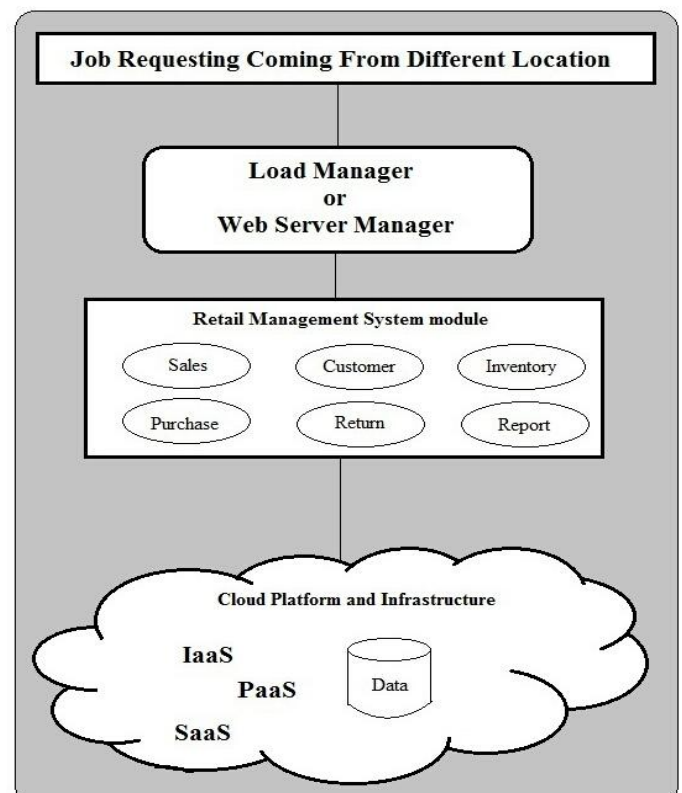 Job Requesting Coming From Different Location
Load Manager
or
Web Server Manager
Retail Management System module
Sales
Customer
Inventory
Purchase
Return
Report
Cloud Platform and Infrastructure
IaaS
PaaS
Data
SaaS